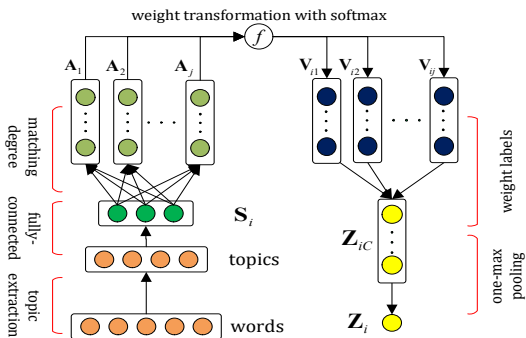 weight transformation with softmax
f
A1 A2 Aj
Vi1 Vi2 Vij
matching
degree
fully-
connected
topic
extraction
Si
topics
words
ZiC
Zi
weight labels
one-max
pooling